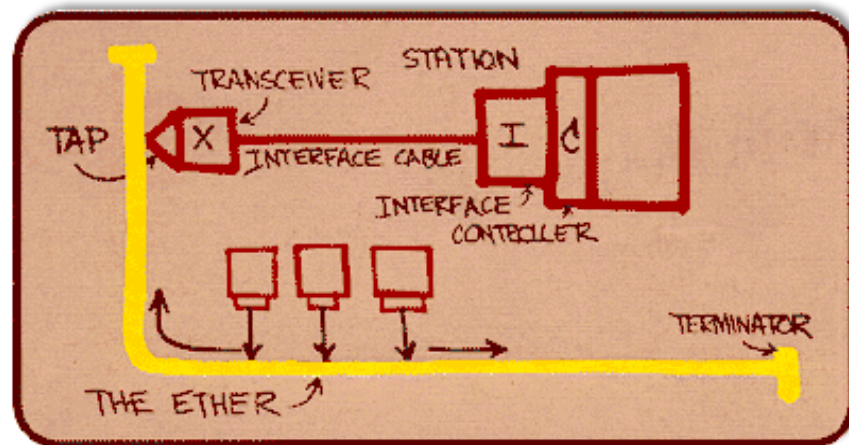 STATION
TRANSCEIVER
TAP
X
I
C
INTERFACE CABLE
INTERFACE
CONTROLLER
TERMINATOR
THE ETHER